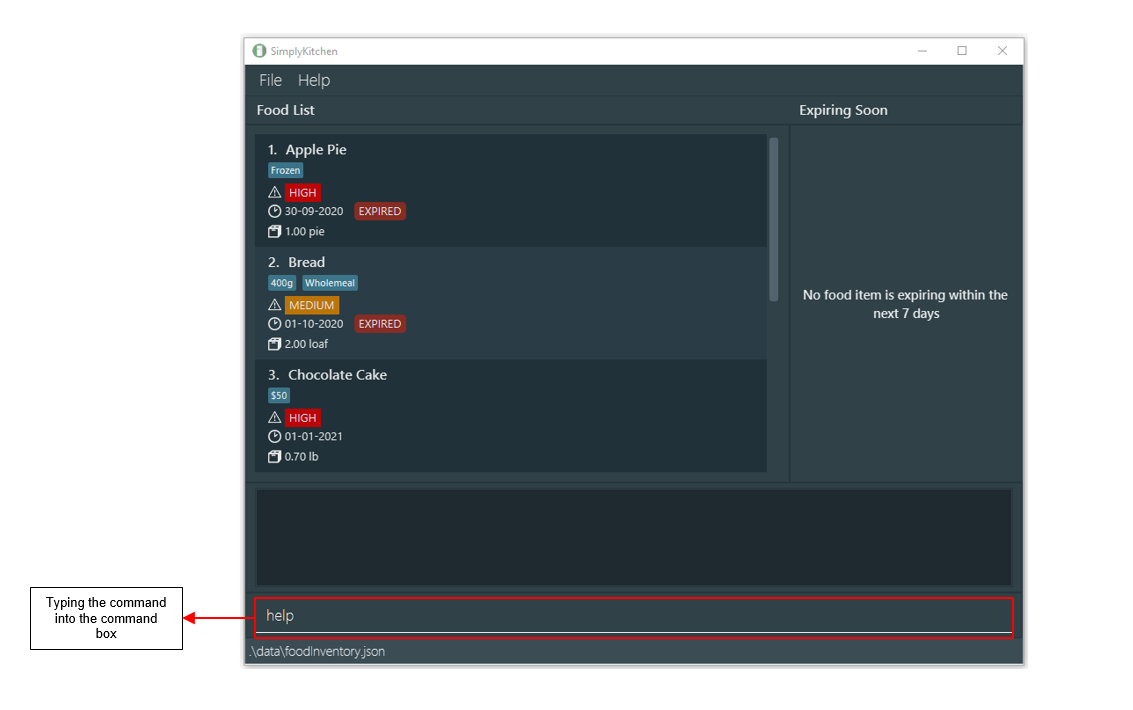 SimplyKitchen
File Help
Food List
Expiring Soon
1. Apple Pie
Frozen
HIGH
30-09-2020 EXPIRED
1.00 pie
2. Bread
400g Wholemeal
MEDIUM
01-10-2020 EXPIRED
2.00 loaf
3. Chocolate Cake
$50
HIGH
01-01-2021
0.70 lb
No food item is expiring within the
next 7 days
Typing the command
into the command
box
help
.\data\foodInventory.json